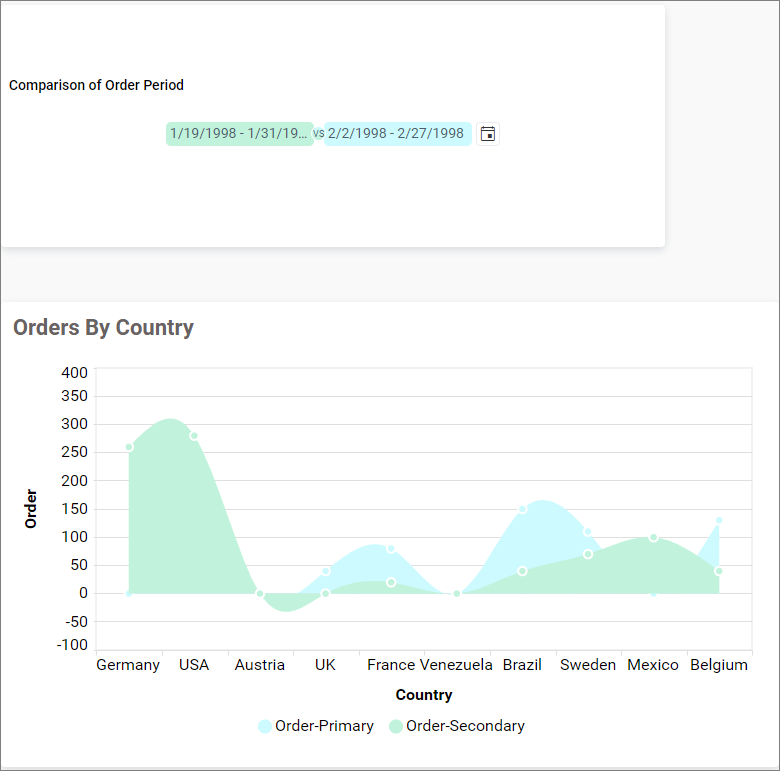 Comparison of Order Period
1/19/1998 - 1/31/19... vs 2/2/1998 - 2/27/1998
Orders By Country
400
350
300
250
200
150
100
50
0
-50
-100
Order
Germany USA Austria UK France Venezuela Brazil Sweden Mexico Belgium
Country
Order-Primary Order-Secondary